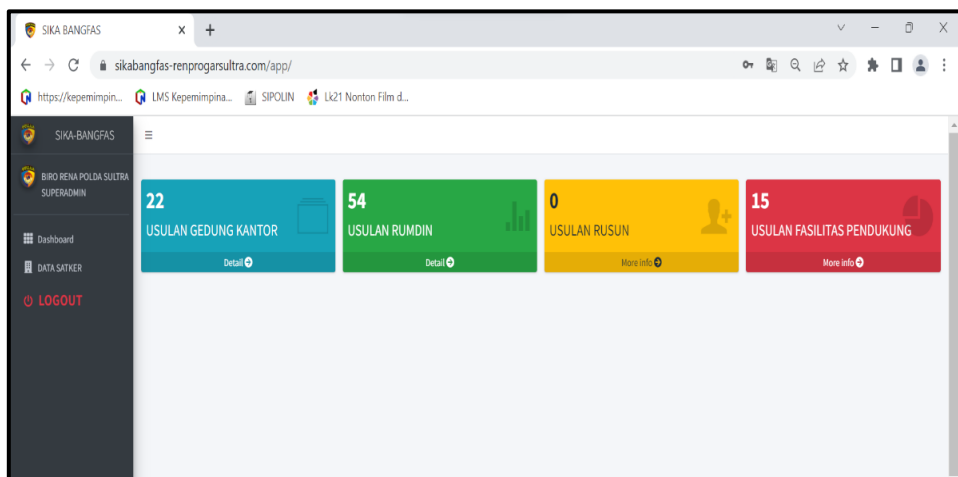 SIKA BANGFAS
sikabangfas-renprogarsultra.com/app/
https://kepemimpin... LMS Kepemimpina... SIPOLIN Lk21 Nonton Film d...
SIKA-BANGFAS
BIRO RENA POLDA SULTRA
SUPERADMIN
Dashboard
DATA SATKER
LOGOUT
22
USULAN GEDUNG KANTOR
Detail
54
USULAN RUMDIN
Detail
0
USULAN RUSUN
More info
15
USULAN FASILITAS PENDUKUNG
More info